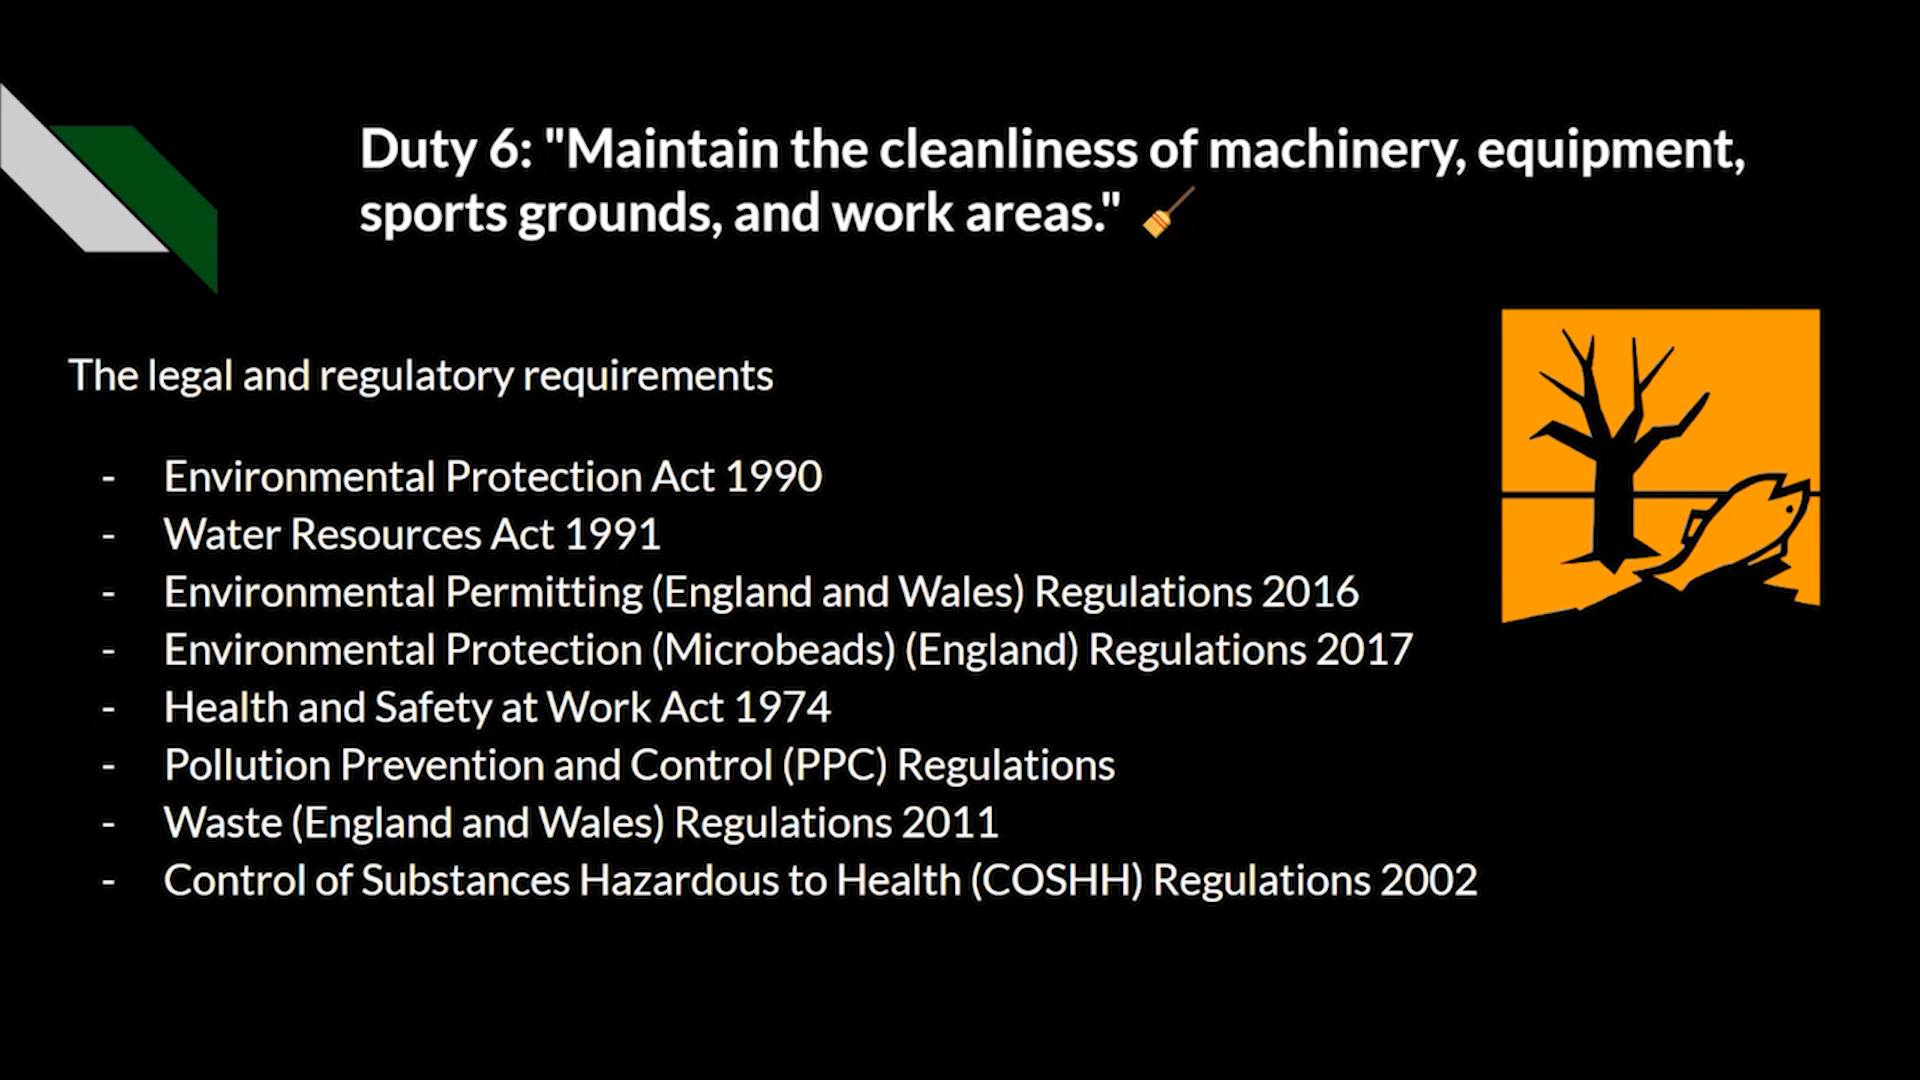 Duty 6: "Maintain the cleanliness of machinery, equipment,
sports grounds, and work areas." 🧹
The legal and regulatory requirements
- Environmental Protection Act 1990
- Water Resources Act 1991
- Environmental Permitting (England and Wales) Regulations 2016
- Environmental Protection (Microbeads) (England) Regulations 2017
- Health and Safety at Work Act 1974
- Pollution Prevention and Control (PPC) Regulations
- Waste (England and Wales) Regulations 2011
- Control of Substances Hazardous to Health (COSHH) Regulations 2002